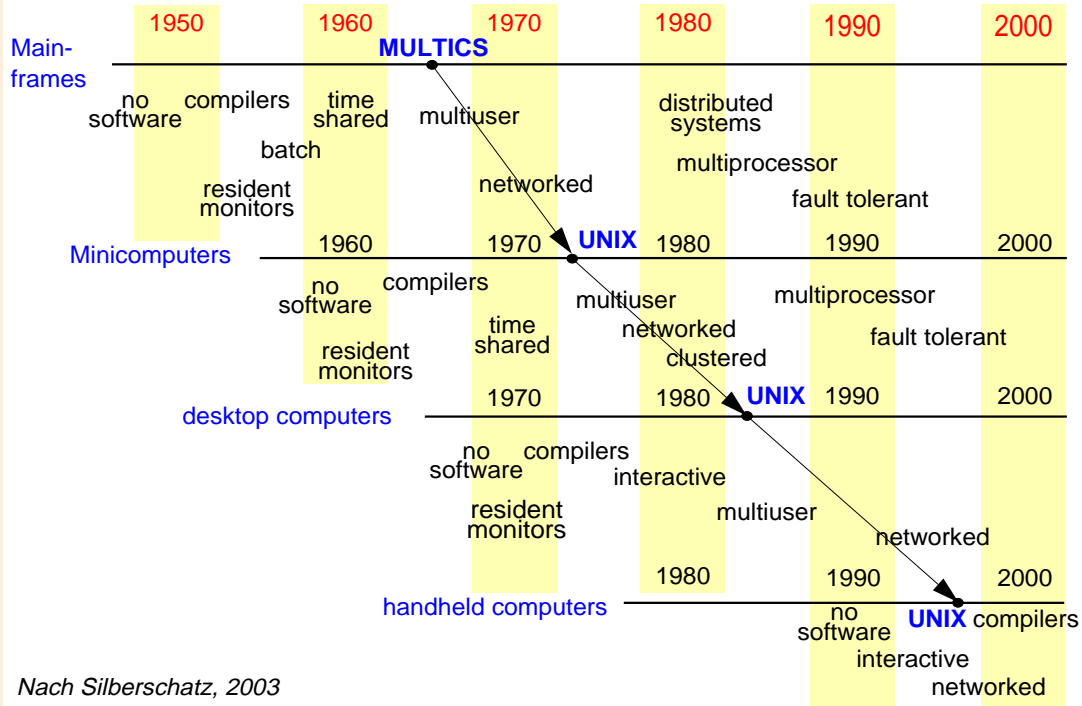 1950 1960 1970 1980 1990 2000
Main-
frames
MULTICS
no
software
compilers
time
shared
multiuser
distributed
systems
batch
multiprocessor
resident
monitors
networked
fault tolerant
Minicomputers
1960 1970 UNIX 1980 1990 2000
no
software
compilers
multiuser
multiprocessor
time
shared
networked
fault tolerant
resident
monitors
clustered
desktop computers
1970 1980 UNIX 1990 2000
no
software
compilers
interactive
resident
monitors
multiuser
networked
1980 1990 2000
handheld computers
no
software
UNIX compilers
interactive
networked
Nach Silberschatz, 2003